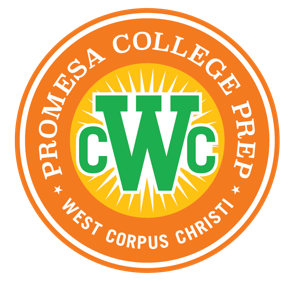 PROMESA COLLEGE PREP
CWC
★ WEST CORPUS CHRISTI ★